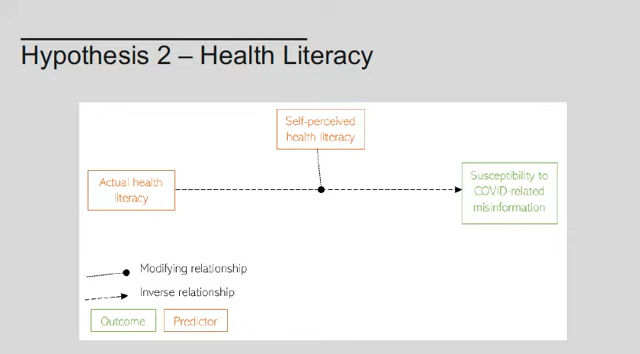 Hypothesis 2 – Health Literacy
Self-perceived
health literacy
Actual health
literacy
Susceptibility to
COVID-related
misinformation
Modifying relationship
Inverse relationship
Outcome
Predictor